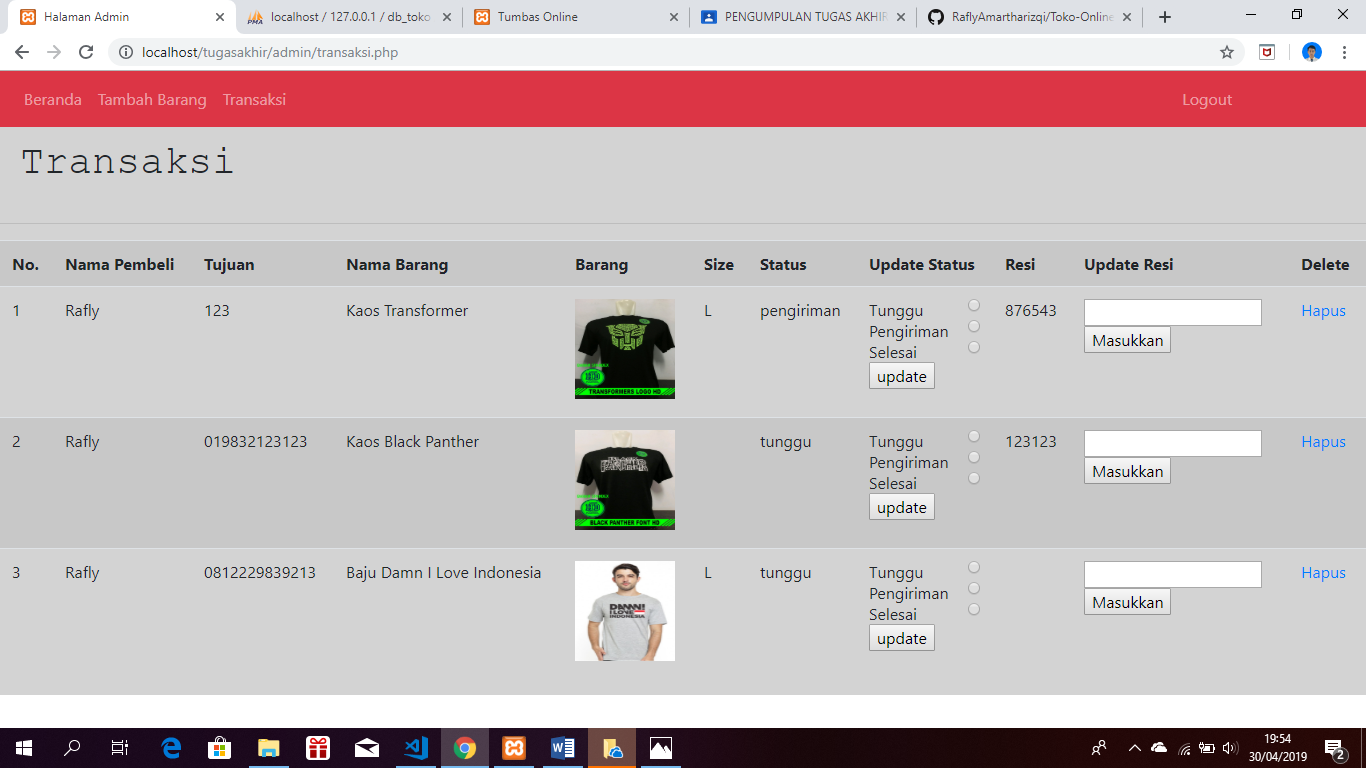 Halaman Admin
localhost / 127.0.0.1 / db_toko
Tumbas Online
PENGUMPULAN TUGAS AKHIR
RaflyAmartharizqi/Toko-Online
localhost/tugasakhir/admin/transaksi.php
Beranda Tambah Barang Transaksi Logout
Transaksi
No. Nama Pembeli Tujuan Nama Barang Barang Size Status Update Status Resi Update Resi Delete
1 Rafly 123 Kaos Transformer L pengiriman Tunggu 876543 Hapus
Pengiriman
Selesai
Masukkan
update
TRANSFORMERS LOGO HD
2 Rafly 019832123123 Kaos Black Panther tunggu Tunggu 123123 Hapus
Pengiriman
Selesai
Masukkan
update
BLACK PANTHER FONT HD
3 Rafly 0812229839213 Baju Damn I Love Indonesia L tunggu Tunggu Hapus
Pengiriman
Selesai
Masukkan
update
DAMN!
I LOVE
INDONESIA
19:54
30/04/2019
2